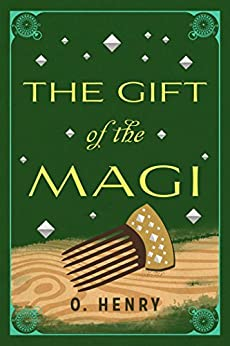 THE GIFT
of the
MAGI
O. HENRY